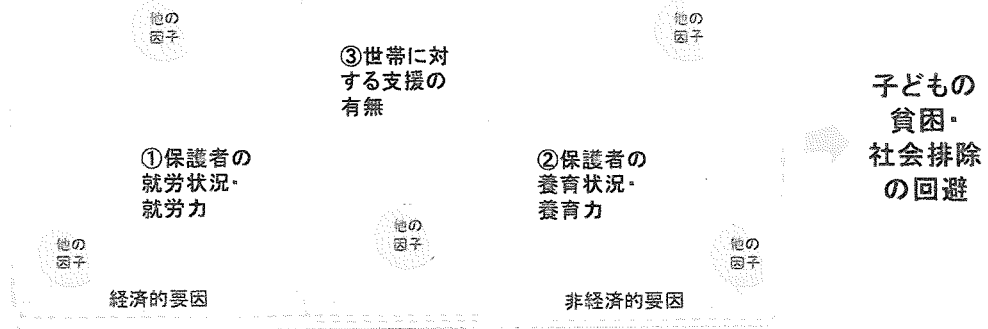 他の
因子
③世帯に対
する支援の
有無
他の
因子
子どもの
貧困・
社会排除
の回避
①保護者の
就労状況・
就労力
②保護者の
養育状況・
養育力
他の
因子
他の
因子
他の
因子
経済的要因
非経済的要因